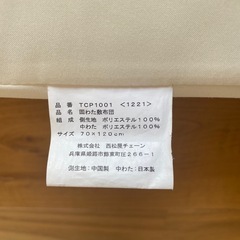 品番 TCP1001 <1221>
品名 固わた敷布団
組成 側生地 ポリエステル100%
中わた ポリエステル100%
サイズ 70×120cm
株式会社 西松屋チェーン
兵庫県姫路市飾東町庄266-1
側生地:中国製 中わた:日本製